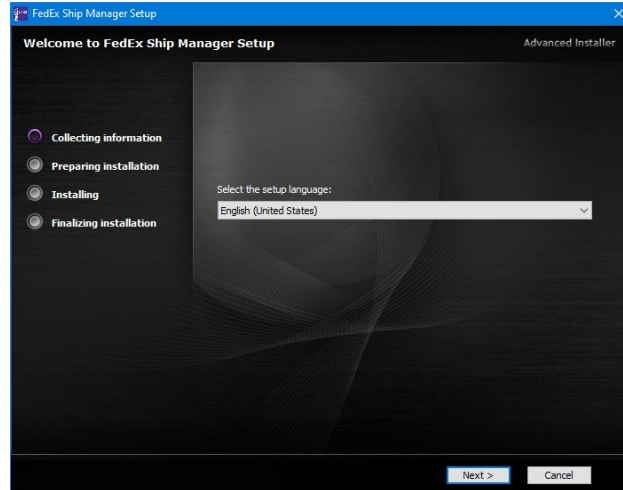 FedEx Ship Manager Setup
Welcome to FedEx Ship Manager Setup
Advanced Installer
Collecting information
Preparing installation
Installing
Finalizing installation
Select the setup language:
English (United States)
Next >
Cancel